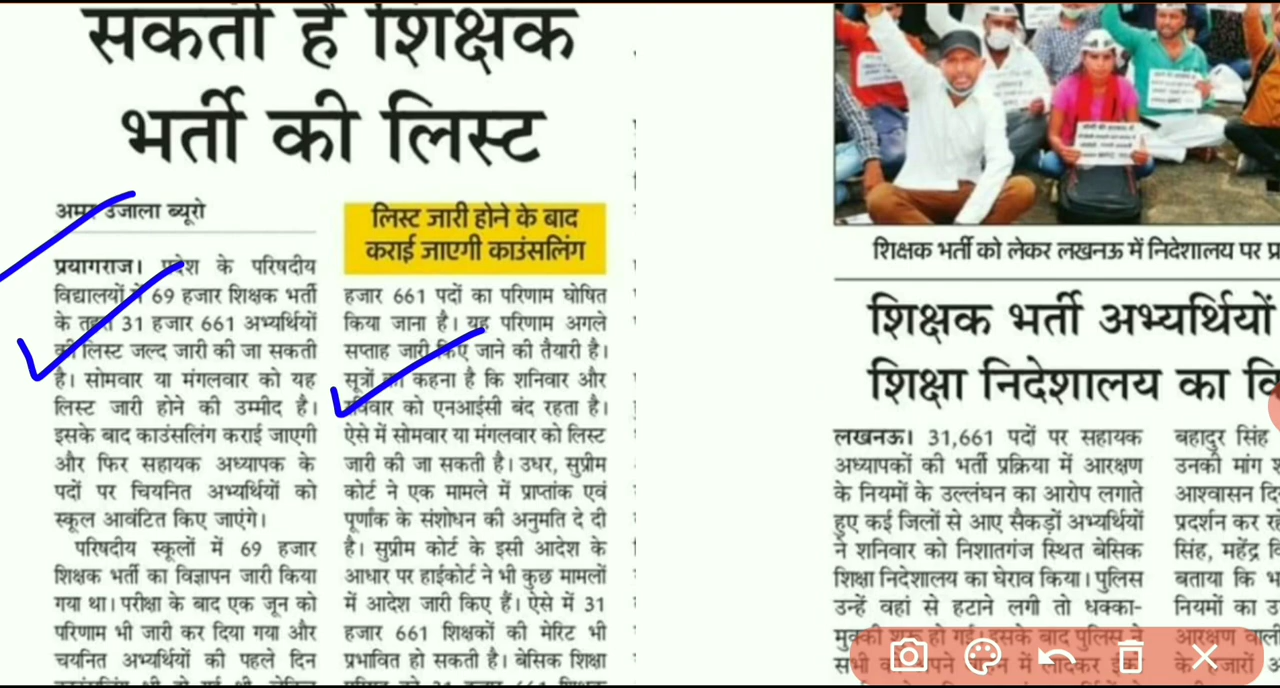 सकती है शिक्षक
भर्ती की लिस्ट
अमर उजाला ब्यूरो
प्रयागराज। प्रदेश के परिषदीय
विद्यालयों में 69 हजार शिक्षक भर्ती
के तहत 31 हजार 661 अभ्यर्थियों
की लिस्ट जल्द जारी की जा सकती
है। सोमवार या मंगलवार को यह
लिस्ट जारी होने की उम्मीद है।
इसके बाद काउंसलिंग कराई जाएगी
और फिर सहायक अध्यापक के
पदों पर चियनित अभ्यर्थियों को
स्कूल आवंटित किए जाएंगे।
परिषदीय स्कूलों में 69 हजार
शिक्षक भर्ती का विज्ञापन जारी किया
गया था। परीक्षा के बाद एक जून को
परिणाम भी जारी कर दिया गया और
चयनित अभ्यर्थियों की पहले दिन
लिस्ट जारी होने के बाद
कराई जाएगी काउंसलिंग
हजार 661 पदों का परिणाम घोषित
किया जाना है। यह परिणाम अगले
सप्ताह जारी किए जाने की तैयारी है।
सूत्रों का कहना है कि शनिवार और
रविवार को एनआईसी बंद रहता है।
ऐसे में सोमवार या मंगलवार को लिस्ट
जारी की जा सकती है। उधर, सुप्रीम
कोर्ट ने एक मामले में प्राप्तांक एवं
पूर्णांक के संशोधन की अनुमति दे दी
है। सुप्रीम कोर्ट के इसी आदेश के
आधार पर हाईकोर्ट ने भी कुछ मामलों
में आदेश जारी किए हैं। ऐसे में 31
हजार 661 शिक्षकों की मेरिट भी
प्रभावित हो सकती है। बेसिक शिक्षा
शिक्षक भर्ती को लेकर लखनऊ में निदेशालय पर
शिक्षक भर्ती अभ्यर्थियों
शिक्षा निदेशालय का
लखनऊ। 31,661 पदों पर सहायक
अध्यापकों की भर्ती प्रक्रिया में आरक्षण
के नियमों के उल्लंघन का आरोप लगाते
हुए कई जिलों से आए सैकड़ों अभ्यर्थियों
ने शनिवार को निशातगंज स्थित बेसिक
शिक्षा निदेशालय का घेराव किया। पुलिस
उन्हें वहां से हटाने लगी तो धक्का-
मुक्की शुरू हो गई। इसके बाद पुलिस ने
बहादुर सिंह
उनकी मांग
आश्वासन
प्रदर्शन कर
सिंह, महेंद्र
बताया कि
नियमों का
आरक्षण वाली